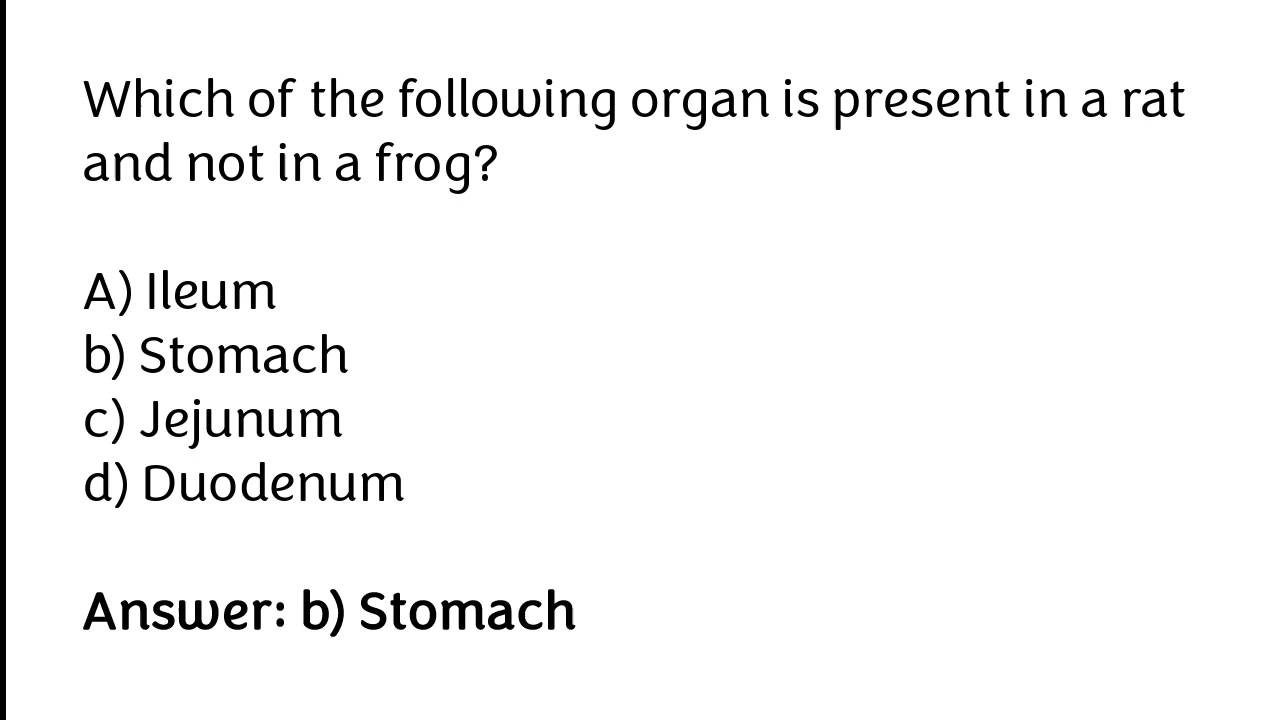 Which of the following organ is present in a rat
and not in a frog?
A) Ileum
b) Stomach
c) Jejunum
d) Duodenum
Answer: b) Stomach